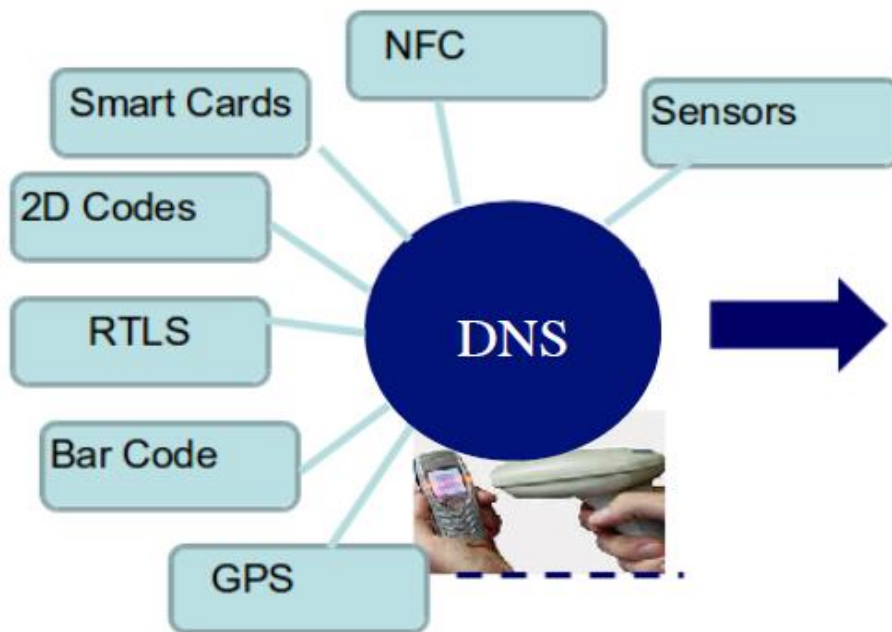 NFC
Smart Cards
Sensors
2D Codes
RTLS
DNS
Bar Code
GPS